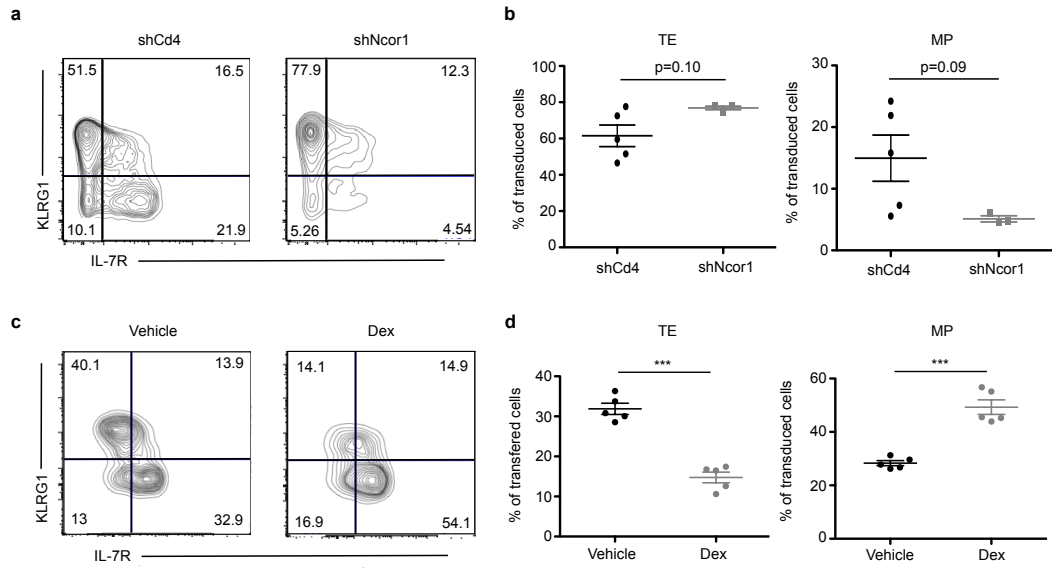 a
shCd4 shNcor1
51.5 16.5 77.9 12.3
10.1 21.9 5.26 4.54
KLRG1
IL-7R
b
TE MP
p=0.10 p=0.09
% of transduced cells
100
80
60
40
20
0
shCd4 shNcor1
% of transduced cells
30
20
10
0
shCd4 shNcor1
c
Vehicle Dex
40.1 13.9 14.1 14.9
13 32.9 16.9 54.1
KLRG1
IL-7R
d
TE MP
*** ***
% of transfered cells
40
30
20
10
0
Vehicle Dex
% of transduced cells
60
40
20
0
Vehicle Dex